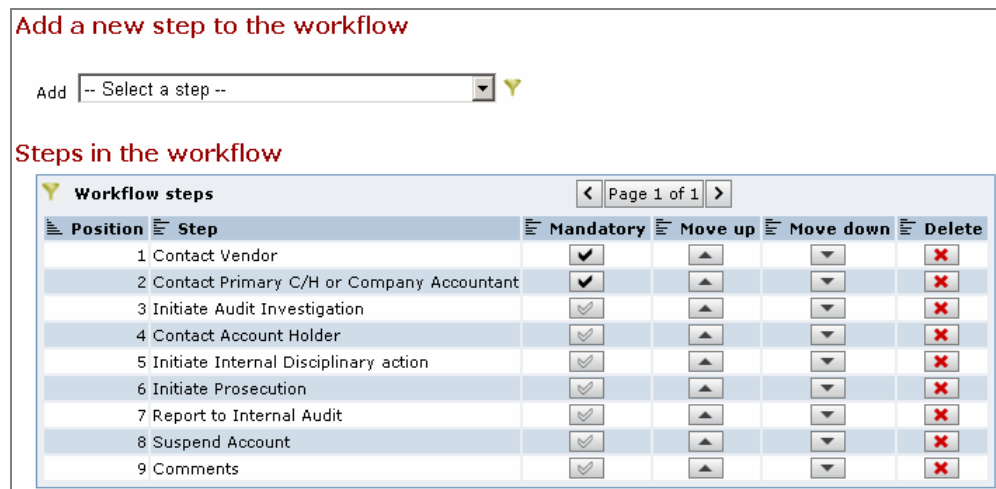 Add a new step to the workflow
Add -- Select a step --
Steps in the workflow
Workflow steps < Page 1 of 1 >
Position Step Mandatory Move up Move down Delete
1 Contact Vendor
2 Contact Primary C/H or Company Accountant
3 Initiate Audit Investigation
4 Contact Account Holder
5 Initiate Internal Disciplinary action
6 Initiate Prosecution
7 Report to Internal Audit
8 Suspend Account
9 Comments